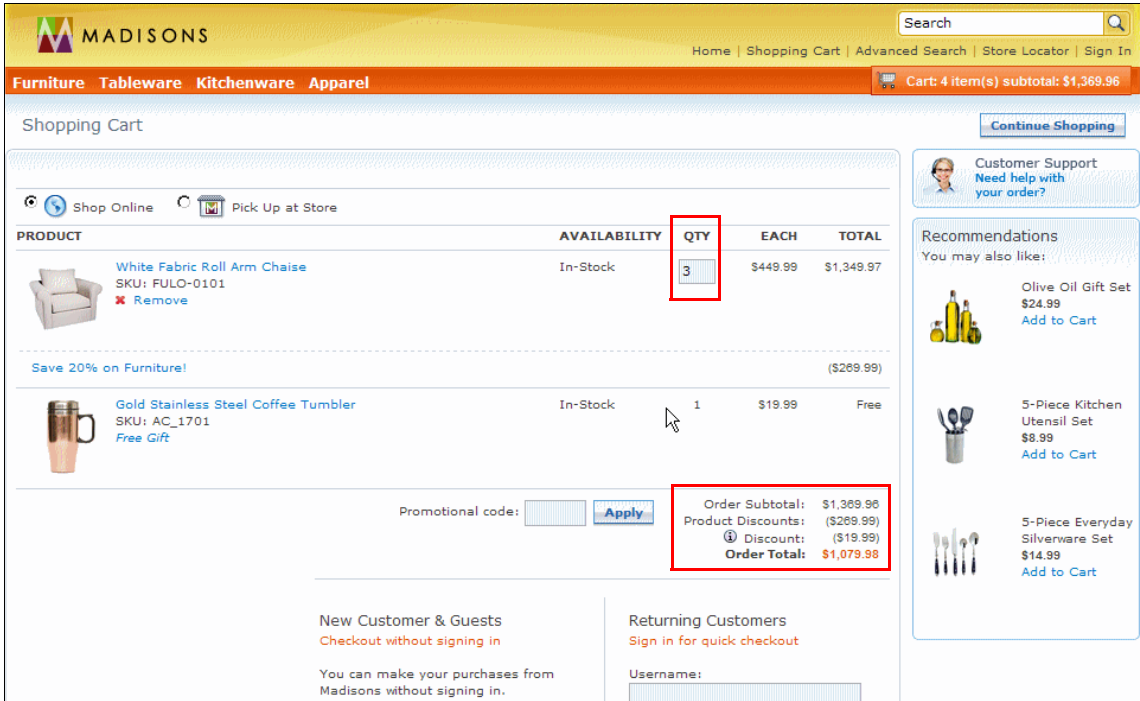 MADISONS
Search
Home | Shopping Cart | Advanced Search | Store Locator | Sign In
Furniture Tableware Kitchenware Apparel
Cart: 4 item(s) subtotal: $1,369.96
Shopping Cart
Continue Shopping
Shop Online Pick Up at Store
PRODUCT AVAILABILITY QTY EACH TOTAL
White Fabric Roll Arm Chaise In-Stock 3 $449.99 $1,349.97
SKU: FULO-0101
Remove
Save 20% on Furniture! ($269.99)
Gold Stainless Steel Coffee Tumbler In-Stock 1 $19.99 Free
SKU: AC_1701
Free Gift
Promotional code: Apply
Order Subtotal: $1,369.96
Product Discounts: ($269.99)
Discount: ($19.99)
Order Total: $1,079.98
New Customer & Guests
Checkout without signing in
You can make your purchases from
Madisons without signing in.
Returning Customers
Sign in for quick checkout
Username:
Customer Support
Need help with
your order?
Recommendations
You may also like:
Olive Oil Gift Set
$24.99
Add to Cart
5-Piece Kitchen
Utensil Set
$8.99
Add to Cart
5-Piece Everyday
Silverware Set
$14.99
Add to Cart